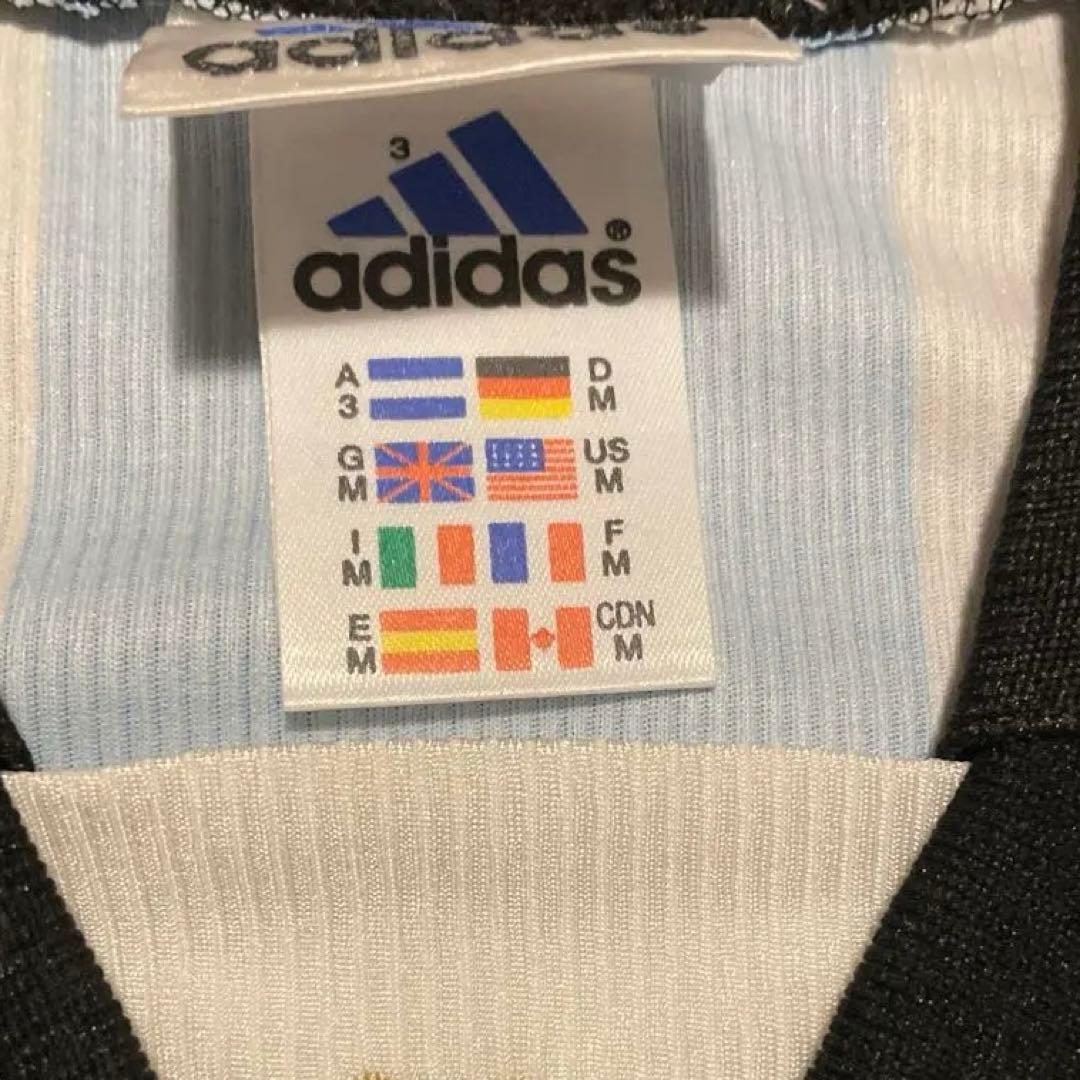 adidas
3
adidas®
A 3 D M
G M US M
I M F M
E M CDN M